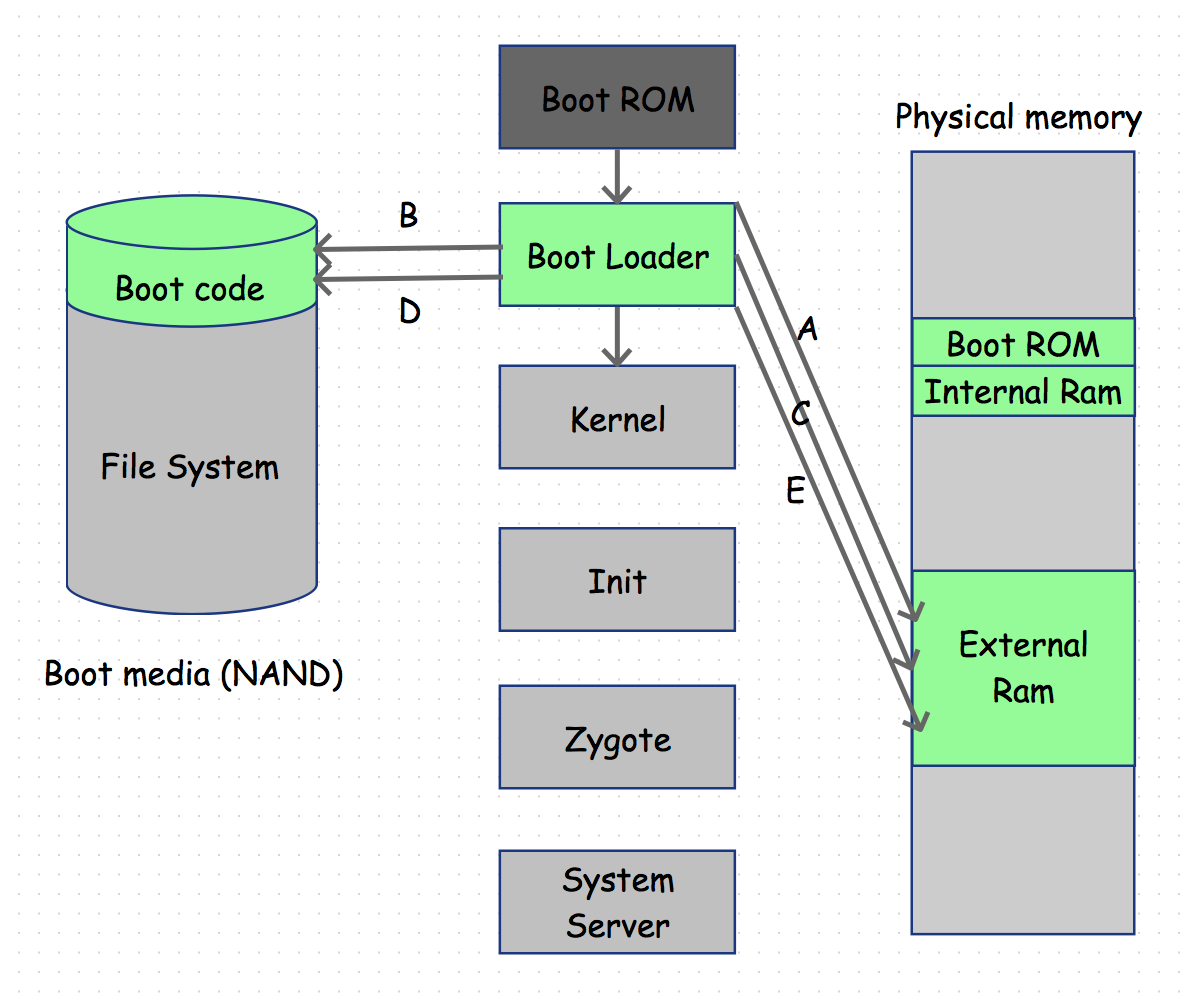 Boot ROM
Physical memory
B
Boot Loader
Boot code
D
A
Boot ROM
Internal Ram
Kernel
C
File System
E
Init
External
Ram
Boot media (NAND)
Zygote
System
Server